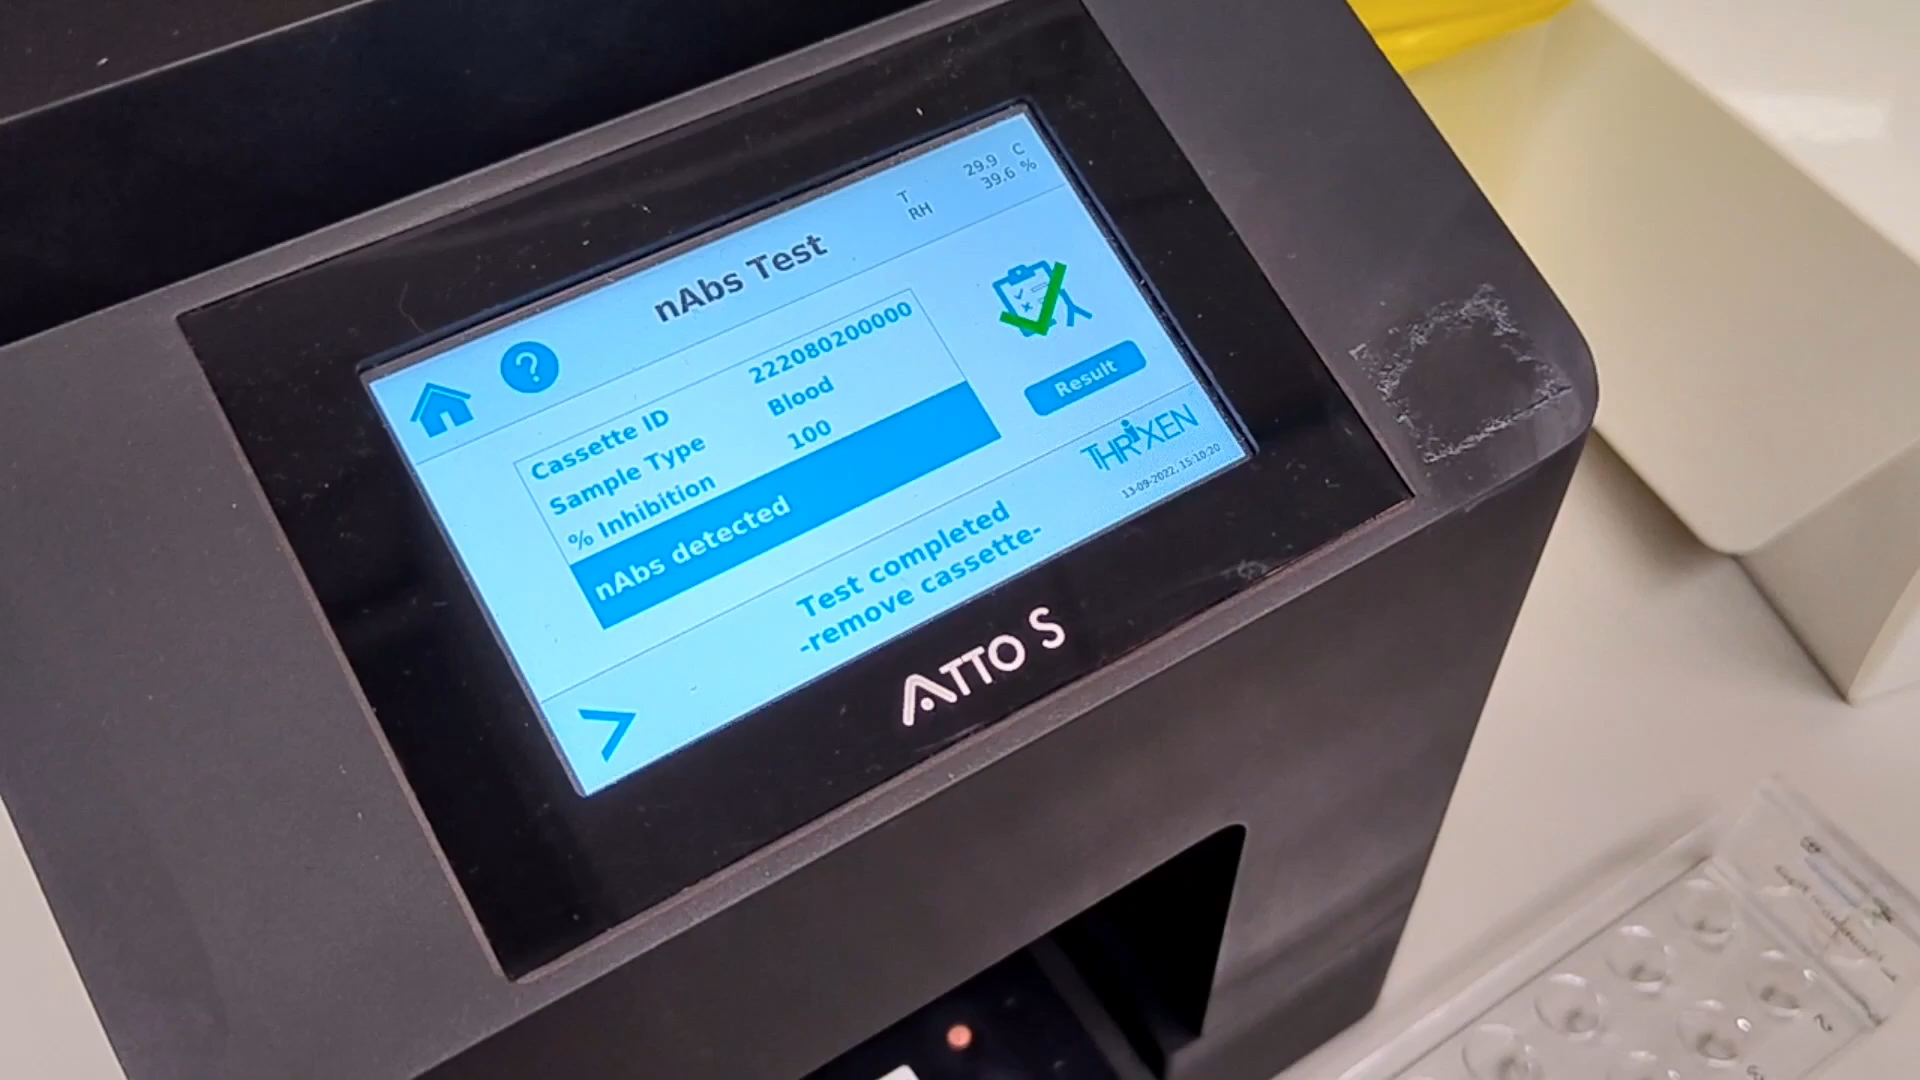 nAbs Test
T 29.9 C
RH 39.6 %
?
Cassette ID 222080200000
Sample Type Blood
% Inhibition 100
nAbs detected
Result
THRIXEN
13-09-2022, 15:10:20
Test completed
-remove cassette-
ATTO S